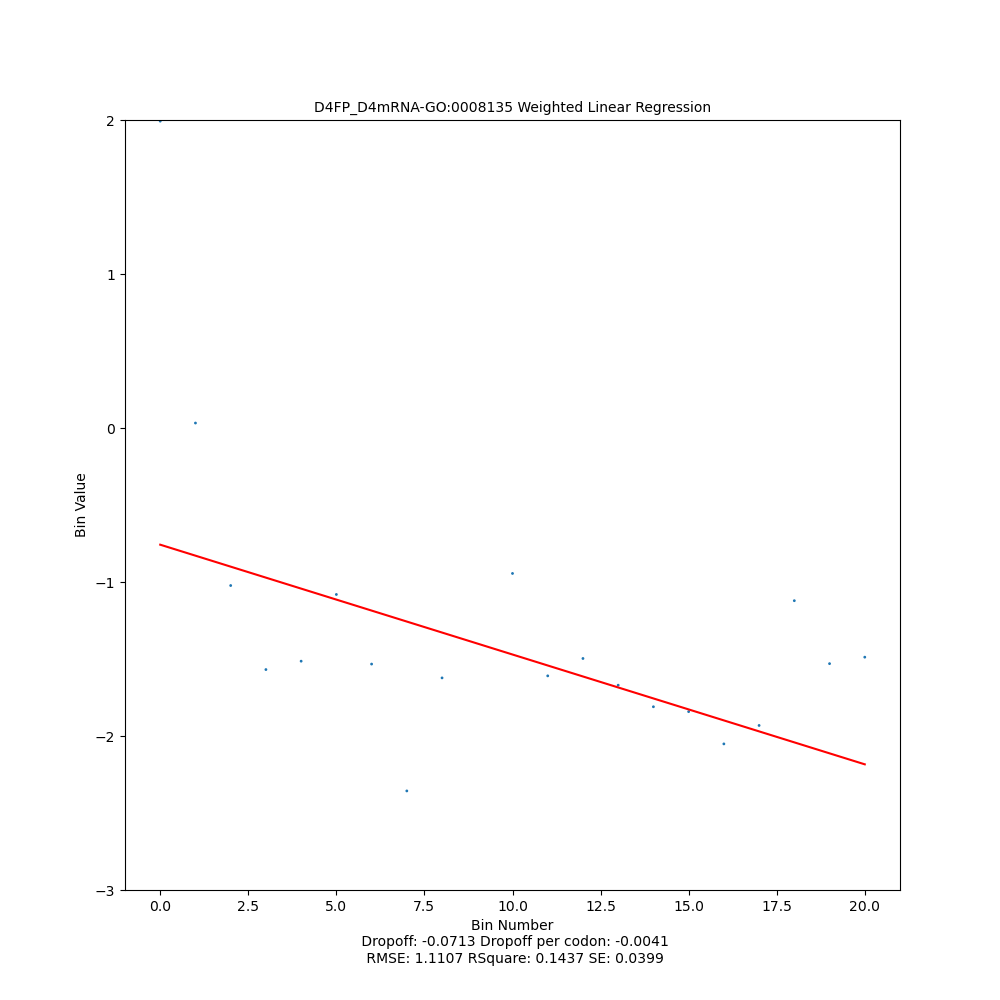 D4FP_D4mRNA-GO:0008135 Weighted Linear Regression
2
1
0
−1
−2
−3
Bin Value
0.0 2.5 5.0 7.5 10.0 12.5 15.0 17.5 20.0
Bin Number
Dropoff: -0.0713 Dropoff per codon: -0.0041
RMSE: 1.1107 RSquare: 0.1437 SE: 0.0399